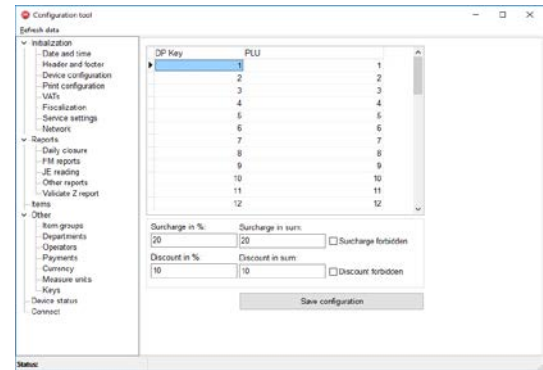 Configuration tool
Refresh data
Initialization
Date and time
Header and footer
Device configuration
Print configuration
VATs
Fiscalization
Service settings
Network
Reports
Daily closure
FM reports
JE reading
Other reports
Validate Z report
Items
Other
Item groups
Departments
Operators
Payments
Currency
Measure units
Keys
Device status
Connect
DP Key PLU
1 1
2 2
3 3
4 4
5 5
6 6
7 7
8 8
9 9
10 10
11 11
12 12
Surcharge in %: Surcharge in sum:
20 20 Surcharge forbidden
Discount in % Discount in sum:
10 10 Discount forbidden
Save configuration
Status: